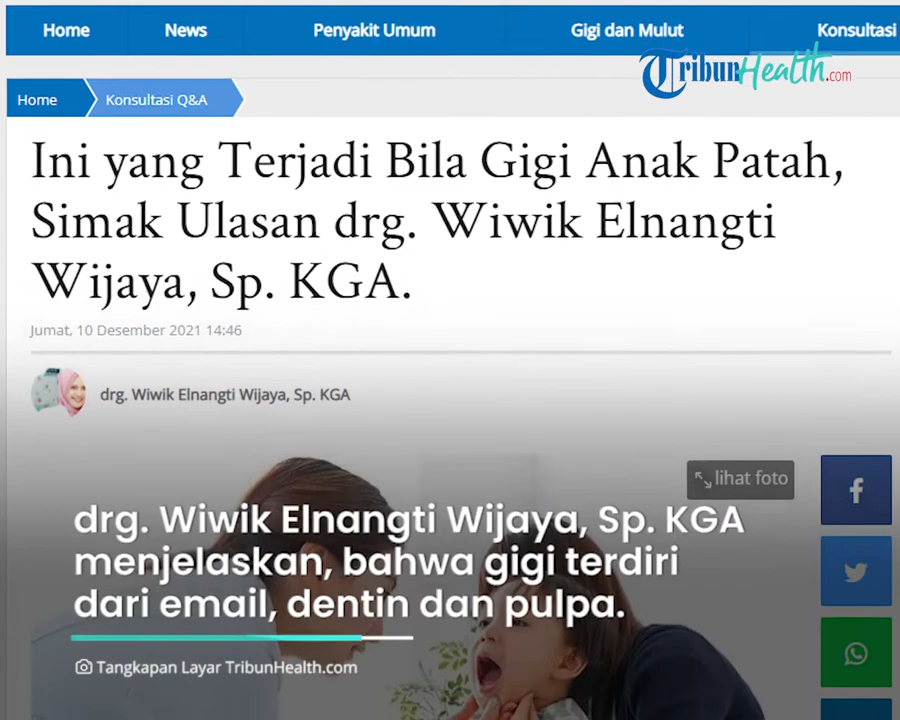 Home News Penyakit Umum Gigi dan Mulut Konsultasi
TribunHealth.com
Home Konsultasi Q&A
Ini yang Terjadi Bila Gigi Anak Patah,
Simak Ulasan drg. Wiwik Elnangti
Wijaya, Sp. KGA.
Jumat, 10 Desember 2021 14:46
drg. Wiwik Elnangti Wijaya, Sp. KGA
lihat foto
drg. Wiwik Elnangti Wijaya, Sp. KGA
menjelaskan, bahwa gigi terdiri
dari email, dentin dan pulpa.
Tangkapan Layar TribunHealth.com